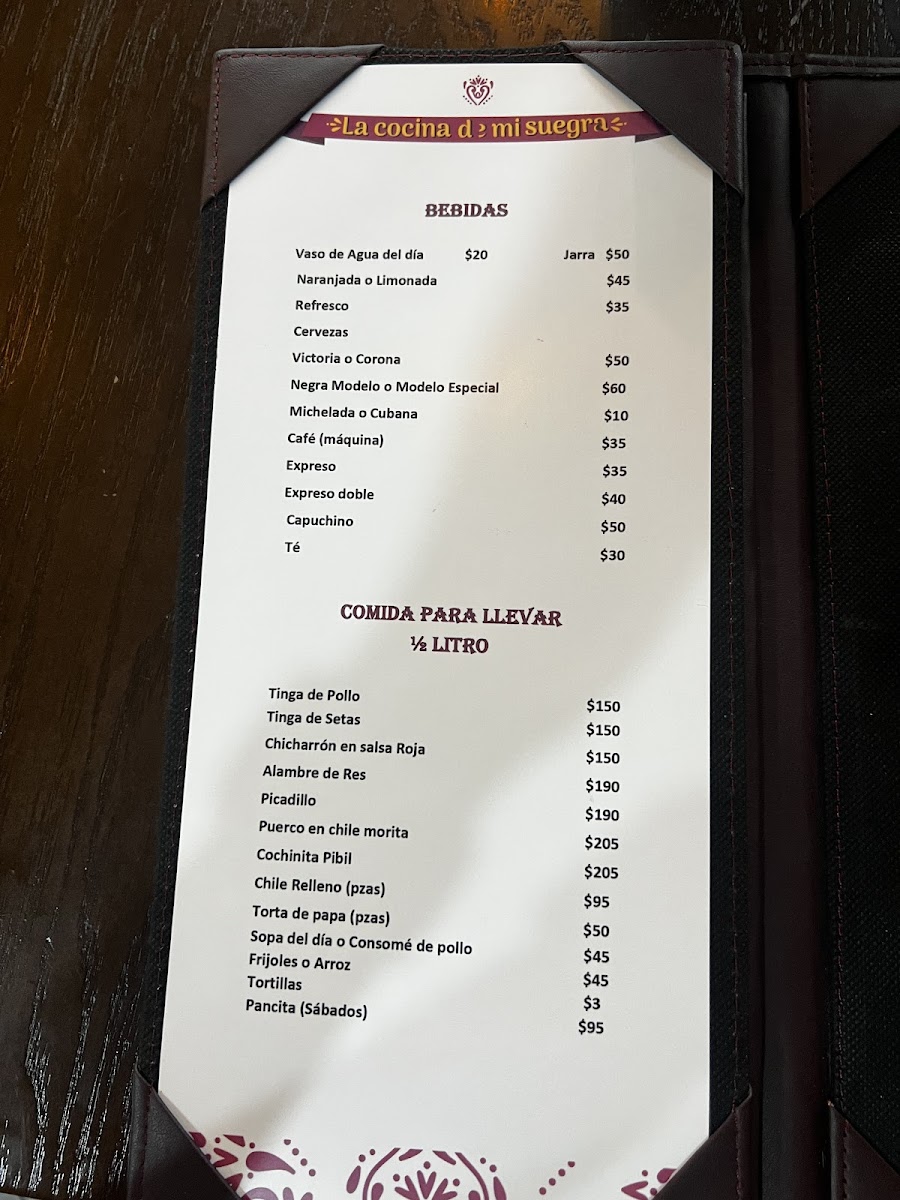 La cocina de mi suegra
BEBIDAS
Vaso de Agua del día $20 Jarra $50
Naranjada o Limonada $45
Refresco $35
Cervezas
Victoria o Corona $50
Negra Modelo o Modelo Especial $60
Michelada o Cubana $10
Café (máquina) $35
Expreso $35
Expreso doble $40
Capuchino $50
Té $30
COMIDA PARA LLEVAR
½ LITRO
Tinga de Pollo $150
Tinga de Setas $150
Chicharrón en salsa Roja $150
Alambre de Res $190
Picadillo $190
Puerco en chile morita $205
Cochinita Pibil $205
Chile Relleno (pzas) $95
Torta de papa (pzas) $50
Sopa del día o Consomé de pollo $45
Frijoles o Arroz $45
Tortillas $3
Pancita (Sábados) $95